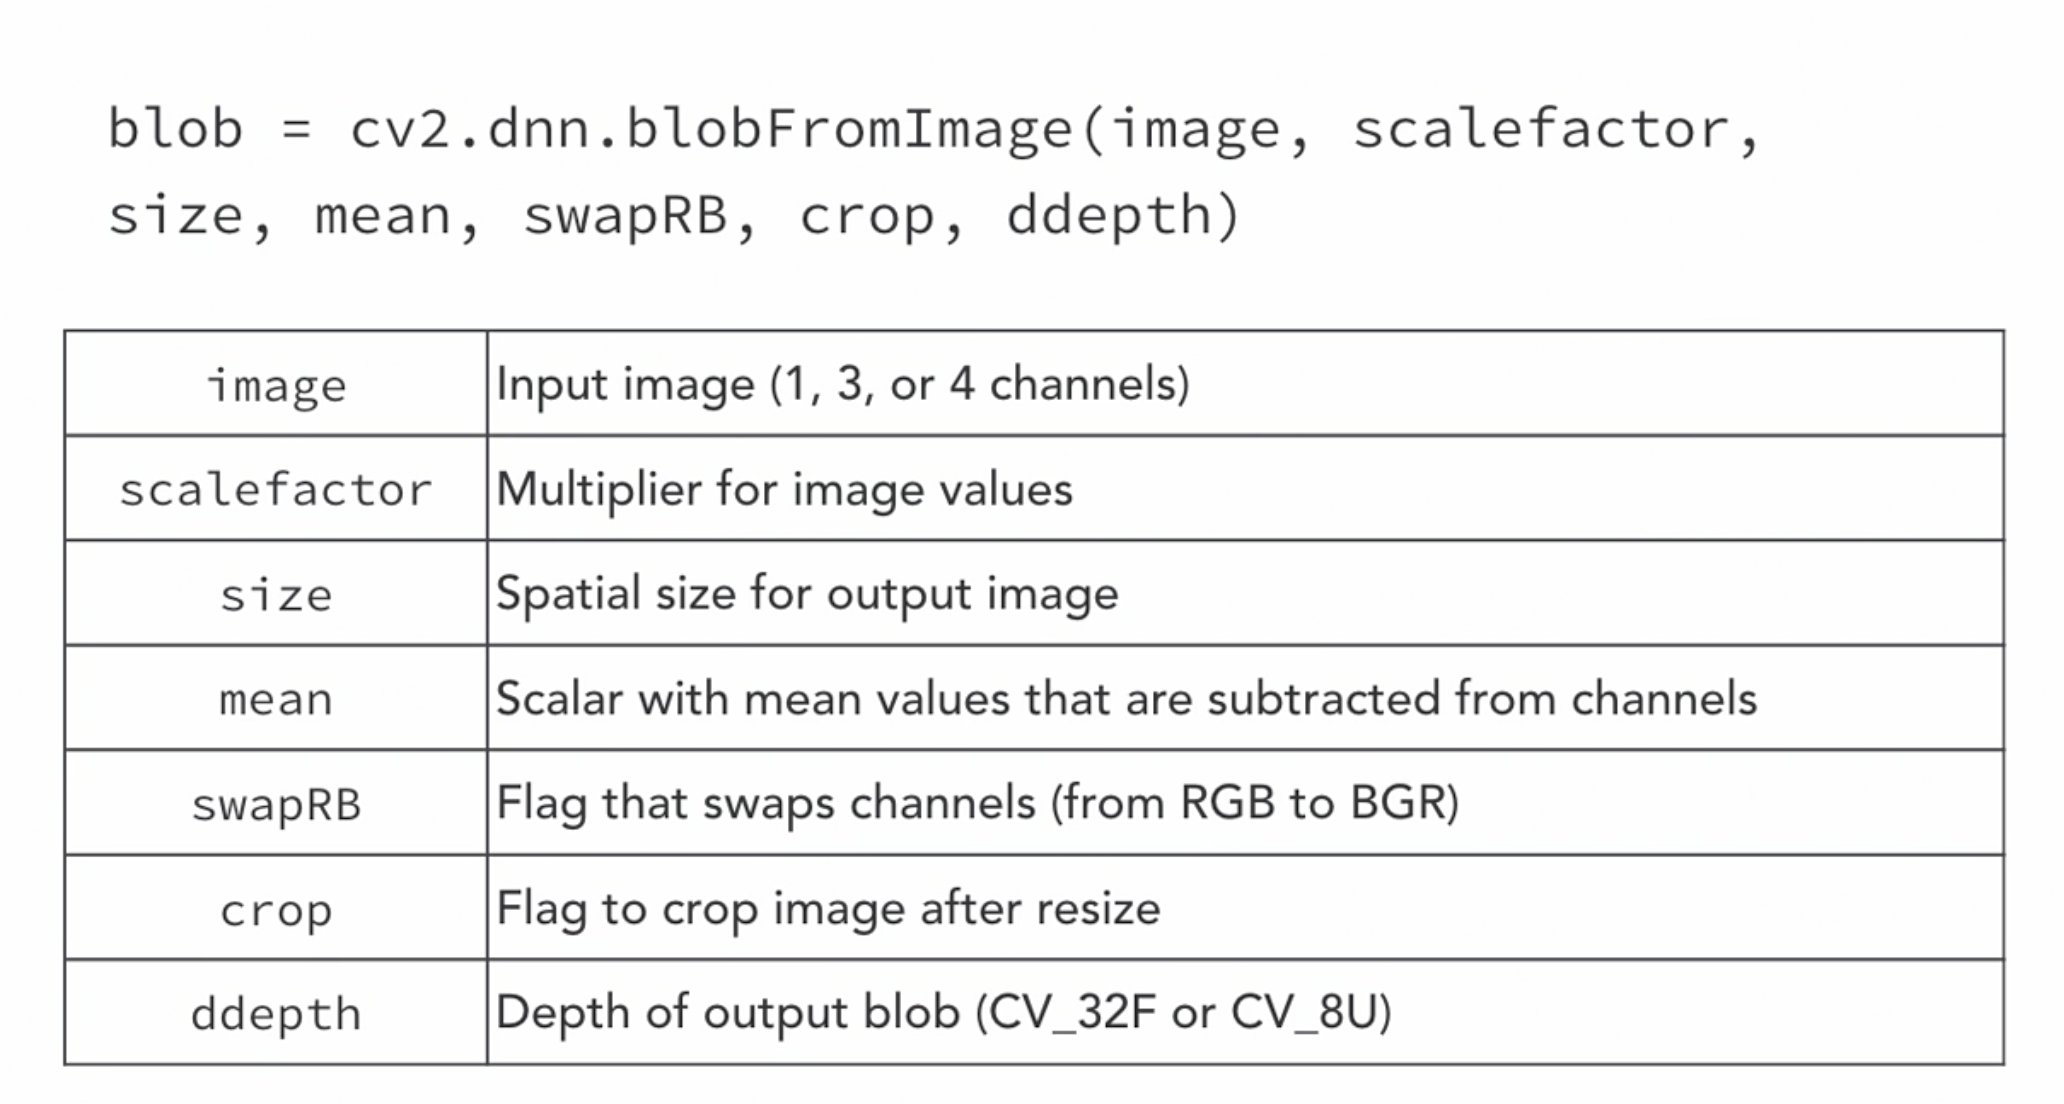 blob = cv2.dnn.blobFromImage(image, scalefactor,
size, mean, swapRB, crop, ddepth)
image Input image (1, 3, or 4 channels)
scalefactor Multiplier for image values
size Spatial size for output image
mean Scalar with mean values that are subtracted from channels
swapRB Flag that swaps channels (from RGB to BGR)
crop Flag to crop image after resize
ddepth Depth of output blob (CV_32F or CV_8U)